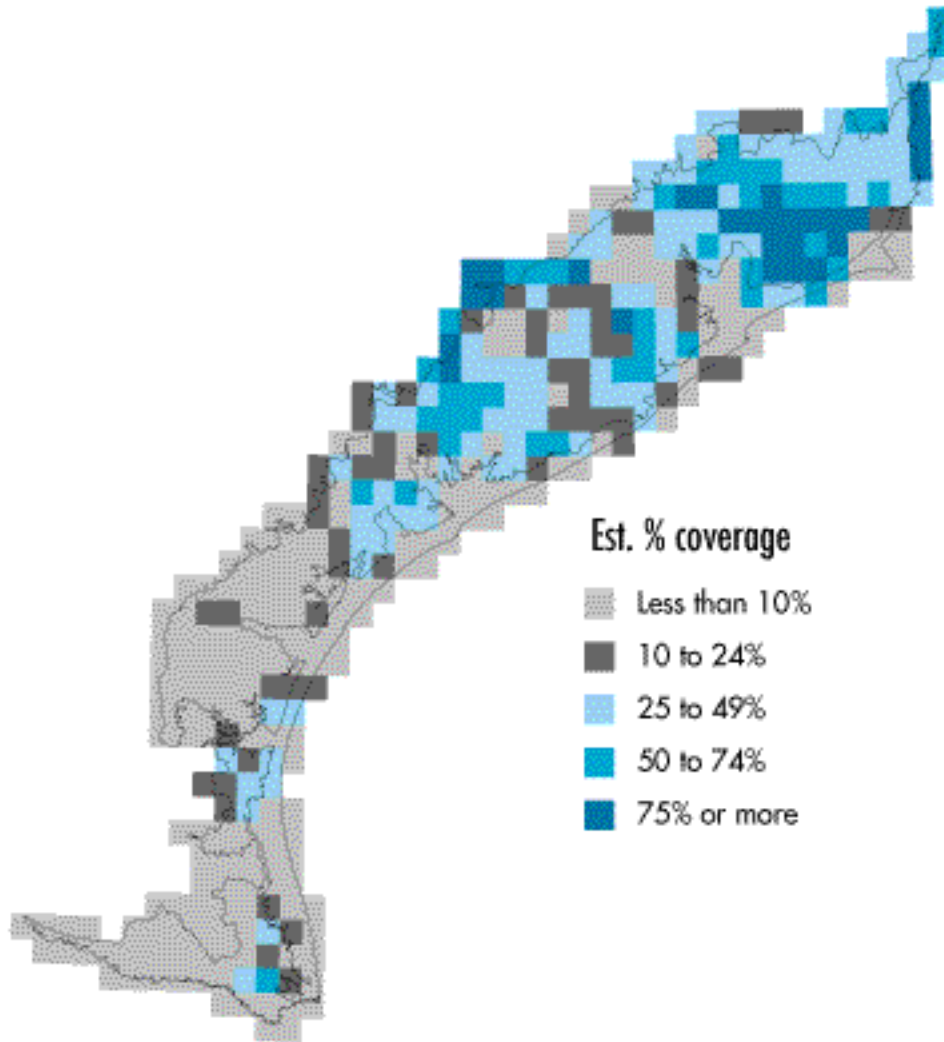 Est. % coverage
Less than 10%
10 to 24%
25 to 49%
50 to 74%
75% or more